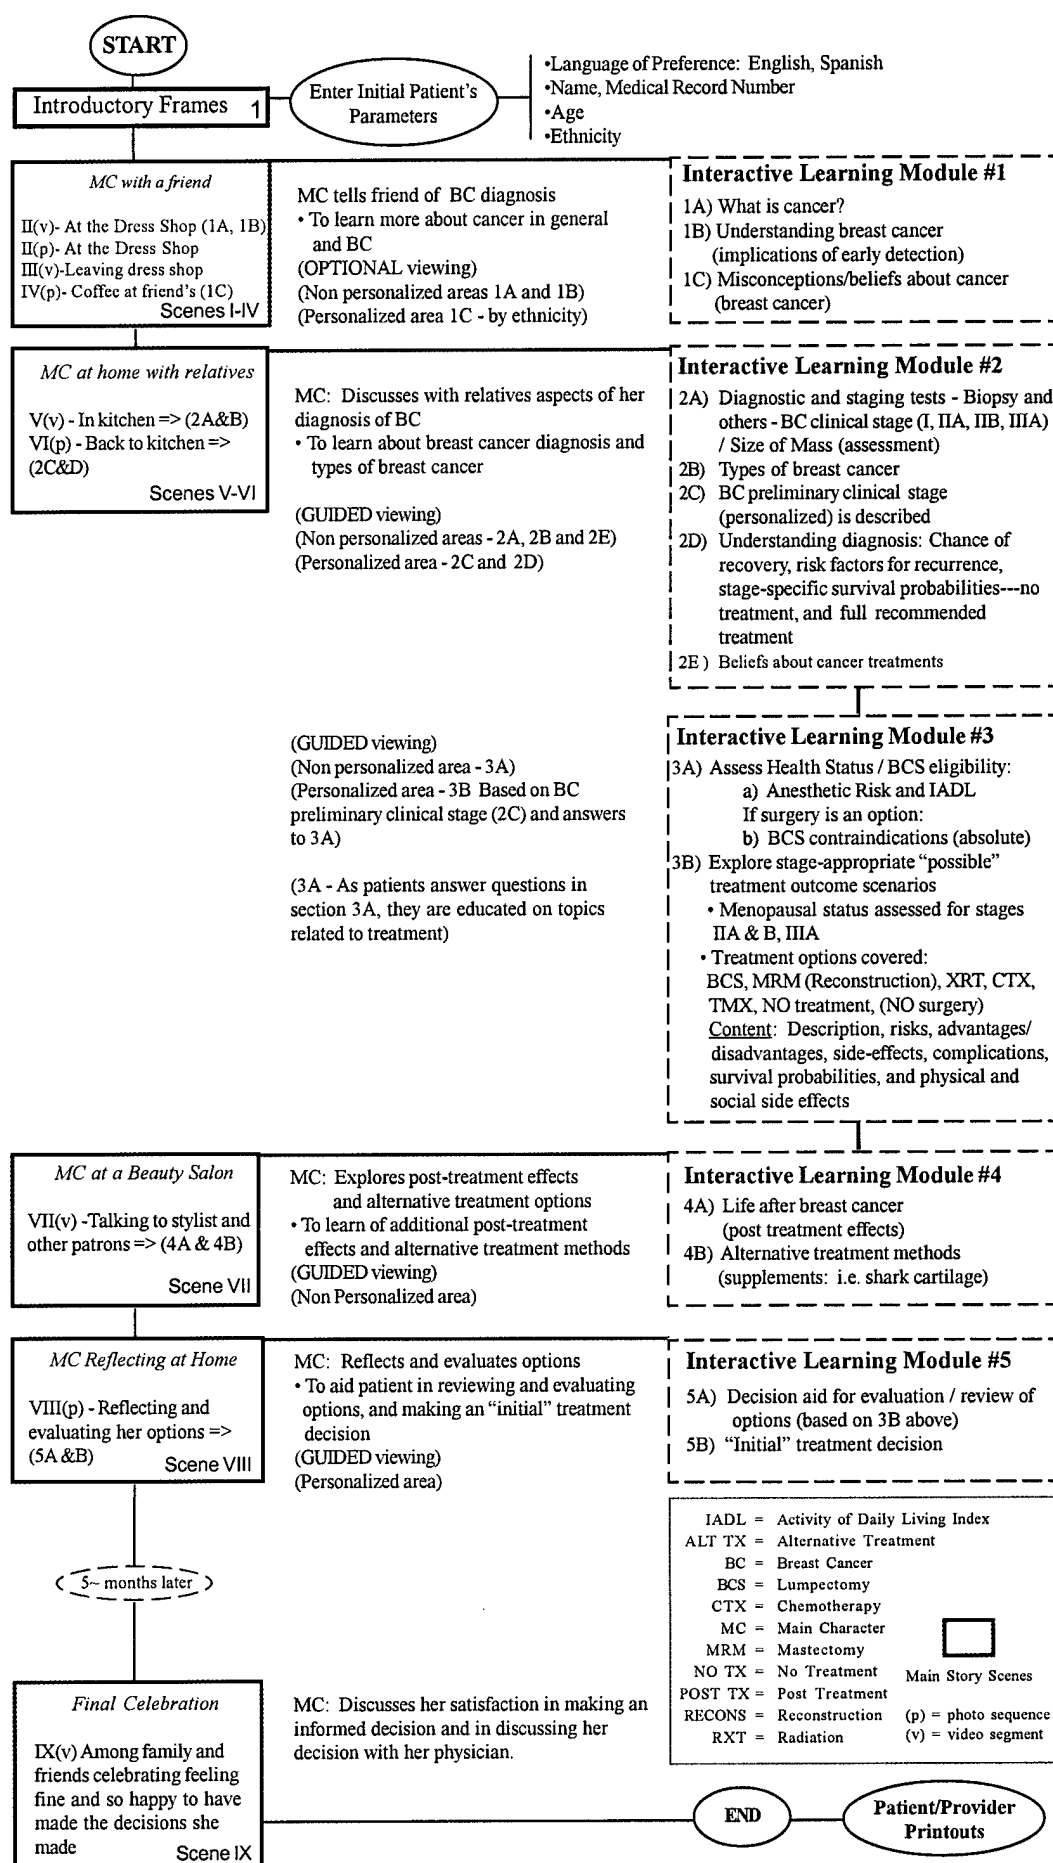 START
Introductory Frames 1
Enter Initial Patient's
Parameters
•Language of Preference: English, Spanish
•Name, Medical Record Number
•Age
•Ethnicity
MC with a friend
II(v)- At the Dress Shop (1A, 1B)
II(p)- At the Dress Shop
III(v)-Leaving dress shop
IV(p)- Coffee at friend's (1C)
Scenes I-IV
MC tells friend of BC diagnosis
• To learn more about cancer in general
and BC
(OPTIONAL viewing)
(Non personalized areas 1A and 1B)
(Personalized area 1C - by ethnicity)
Interactive Learning Module #1
1A) What is cancer?
1B) Understanding breast cancer
(implications of early detection)
1C) Misconceptions/beliefs about cancer
(breast cancer)
MC at home with relatives
V(v) - In kitchen => (2A&B)
VI(p) - Back to kitchen =>
(2C&D)
Scenes V-VI
MC: Discusses with relatives aspects of her
diagnosis of BC
• To learn about breast cancer diagnosis and
types of breast cancer
(GUIDED viewing)
(Non personalized areas - 2A, 2B and 2E)
(Personalized area - 2C and 2D)
Interactive Learning Module #2
2A) Diagnostic and staging tests - Biopsy and
others - BC clinical stage (I, IIA, IIB, IIIA)
/ Size of Mass (assessment)
2B) Types of breast cancer
2C) BC preliminary clinical stage
(personalized) is described
2D) Understanding diagnosis: Chance of
recovery, risk factors for recurrence,
stage-specific survival probabilities---no
treatment, and full recommended
treatment
2E ) Beliefs about cancer treatments
(GUIDED viewing)
(Non personalized area - 3A)
(Personalized area - 3B Based on BC
preliminary clinical stage (2C) and answers
to 3A)
(3A - As patients answer questions in
section 3A, they are educated on topics
related to treatment)
Interactive Learning Module #3
3A) Assess Health Status / BCS eligibility:
a) Anesthetic Risk and IADL
If surgery is an option:
b) BCS contraindications (absolute)
3B) Explore stage-appropriate “possible”
treatment outcome scenarios
• Menopausal status assessed for stages
IIA & B, IIIA
• Treatment options covered:
BCS, MRM (Reconstruction), XRT, CTX,
TMX, NO treatment, (NO surgery)
Content: Description, risks, advantages/
disadvantages, side-effects, complications,
survival probabilities, and physical and
social side effects
MC at a Beauty Salon
VII(v) -Talking to stylist and
other patrons => (4A & 4B)
Scene VII
MC: Explores post-treatment effects
and alternative treatment options
• To learn of additional post-treatment
effects and alternative treatment methods
(GUIDED viewing)
(Non Personalized area)
Interactive Learning Module #4
4A) Life after breast cancer
(post treatment effects)
4B) Alternative treatment methods
(supplements: i.e. shark cartilage)
MC Reflecting at Home
VIII(p) - Reflecting and
evaluating her options =>
(5A &B)
Scene VIII
MC: Reflects and evaluates options
• To aid patient in reviewing and evaluating
options, and making an “initial” treatment
decision
(GUIDED viewing)
(Personalized area)
Interactive Learning Module #5
5A) Decision aid for evaluation / review of
options (based on 3B above)
5B) “Initial” treatment decision
5~ months later
IADL = Activity of Daily Living Index
ALT TX = Alternative Treatment
BC = Breast Cancer
BCS = Lumpectomy
CTX = Chemotherapy
MC = Main Character
MRM = Mastectomy
NO TX = No Treatment
POST TX = Post Treatment
RECONS = Reconstruction
RXT = Radiation
Main Story Scenes
(p) = photo sequence
(v) = video segment
Final Celebration
IX(v) Among family and
friends celebrating feeling
fine and so happy to have
made the decisions she
made
Scene IX
MC: Discusses her satisfaction in making an
informed decision and in discussing her
decision with her physician.
END
Patient/Provider
Printouts